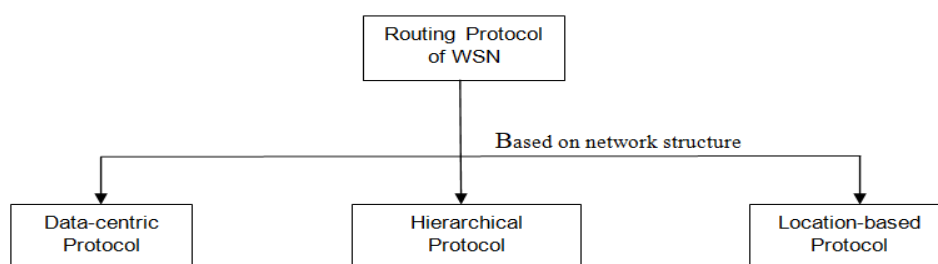 Routing Protocol
of WSN
Based on network structure
Data-centric
Protocol
Hierarchical
Protocol
Location-based
Protocol